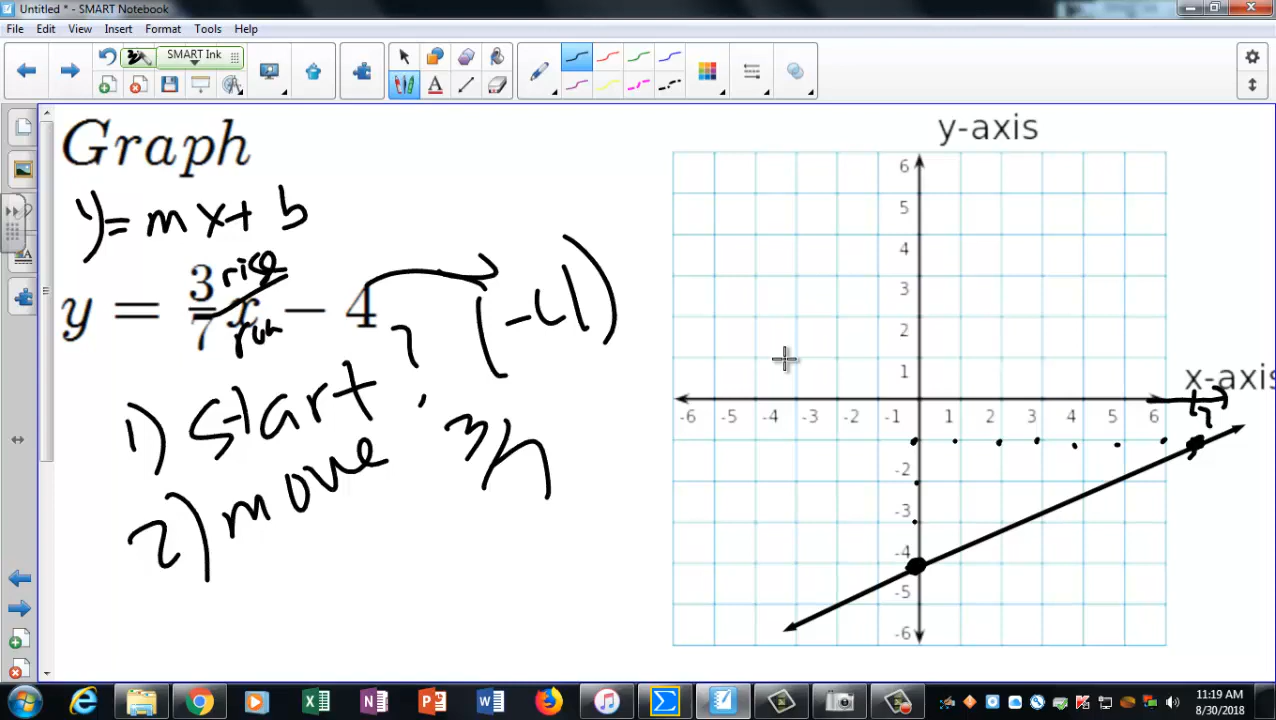 Untitled * - SMART Notebook
File Edit View Insert Format Tools Help
SMART Ink
Graph
y = mx + b
y = 3/7 x - 4
rise
run
(-4)
1) start ?
2) move 3/7
y-axis
6
5
4
3
2
1
x-axis
-6 -5 -4 -3 -2 -1 1 2 3 4 5 6 7
-2
-3
-4
-5
-6
11:19 AM
8/30/2018